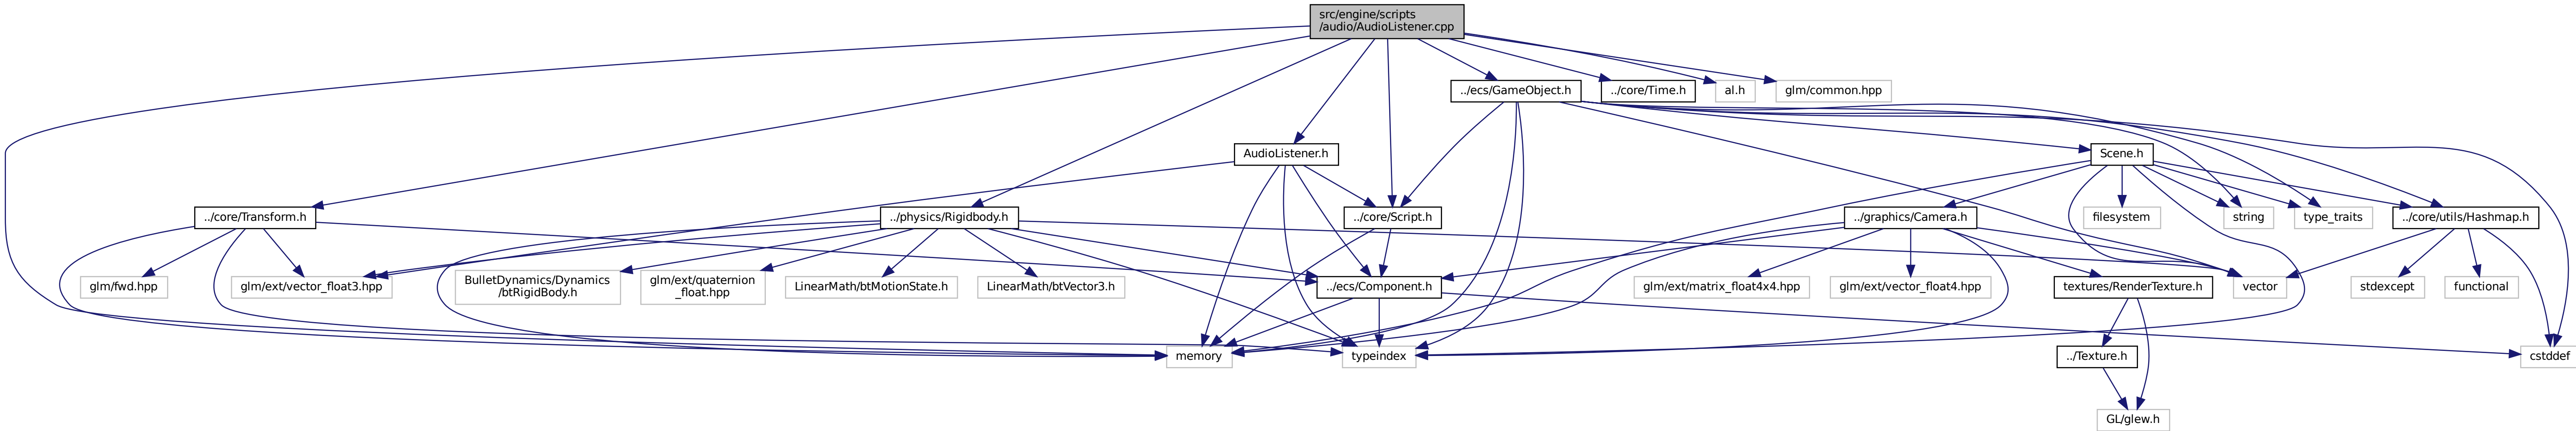 src/engine/scripts
/audio/AudioListener.cpp
../ecs/GameObject.h
../core/Time.h
al.h
glm/common.hpp
AudioListener.h
Scene.h
../core/Transform.h
../physics/Rigidbody.h
../core/Script.h
../graphics/Camera.h
filesystem
string
type_traits
../core/utils/Hashmap.h
glm/fwd.hpp
glm/ext/vector_float3.hpp
BulletDynamics/Dynamics
/btRigidBody.h
glm/ext/quaternion
_float.hpp
LinearMath/btMotionState.h
LinearMath/btVector3.h
../ecs/Component.h
glm/ext/matrix_float4x4.hpp
glm/ext/vector_float4.hpp
textures/RenderTexture.h
vector
stdexcept
functional
memory
typeindex
../Texture.h
cstddef
GL/glew.h